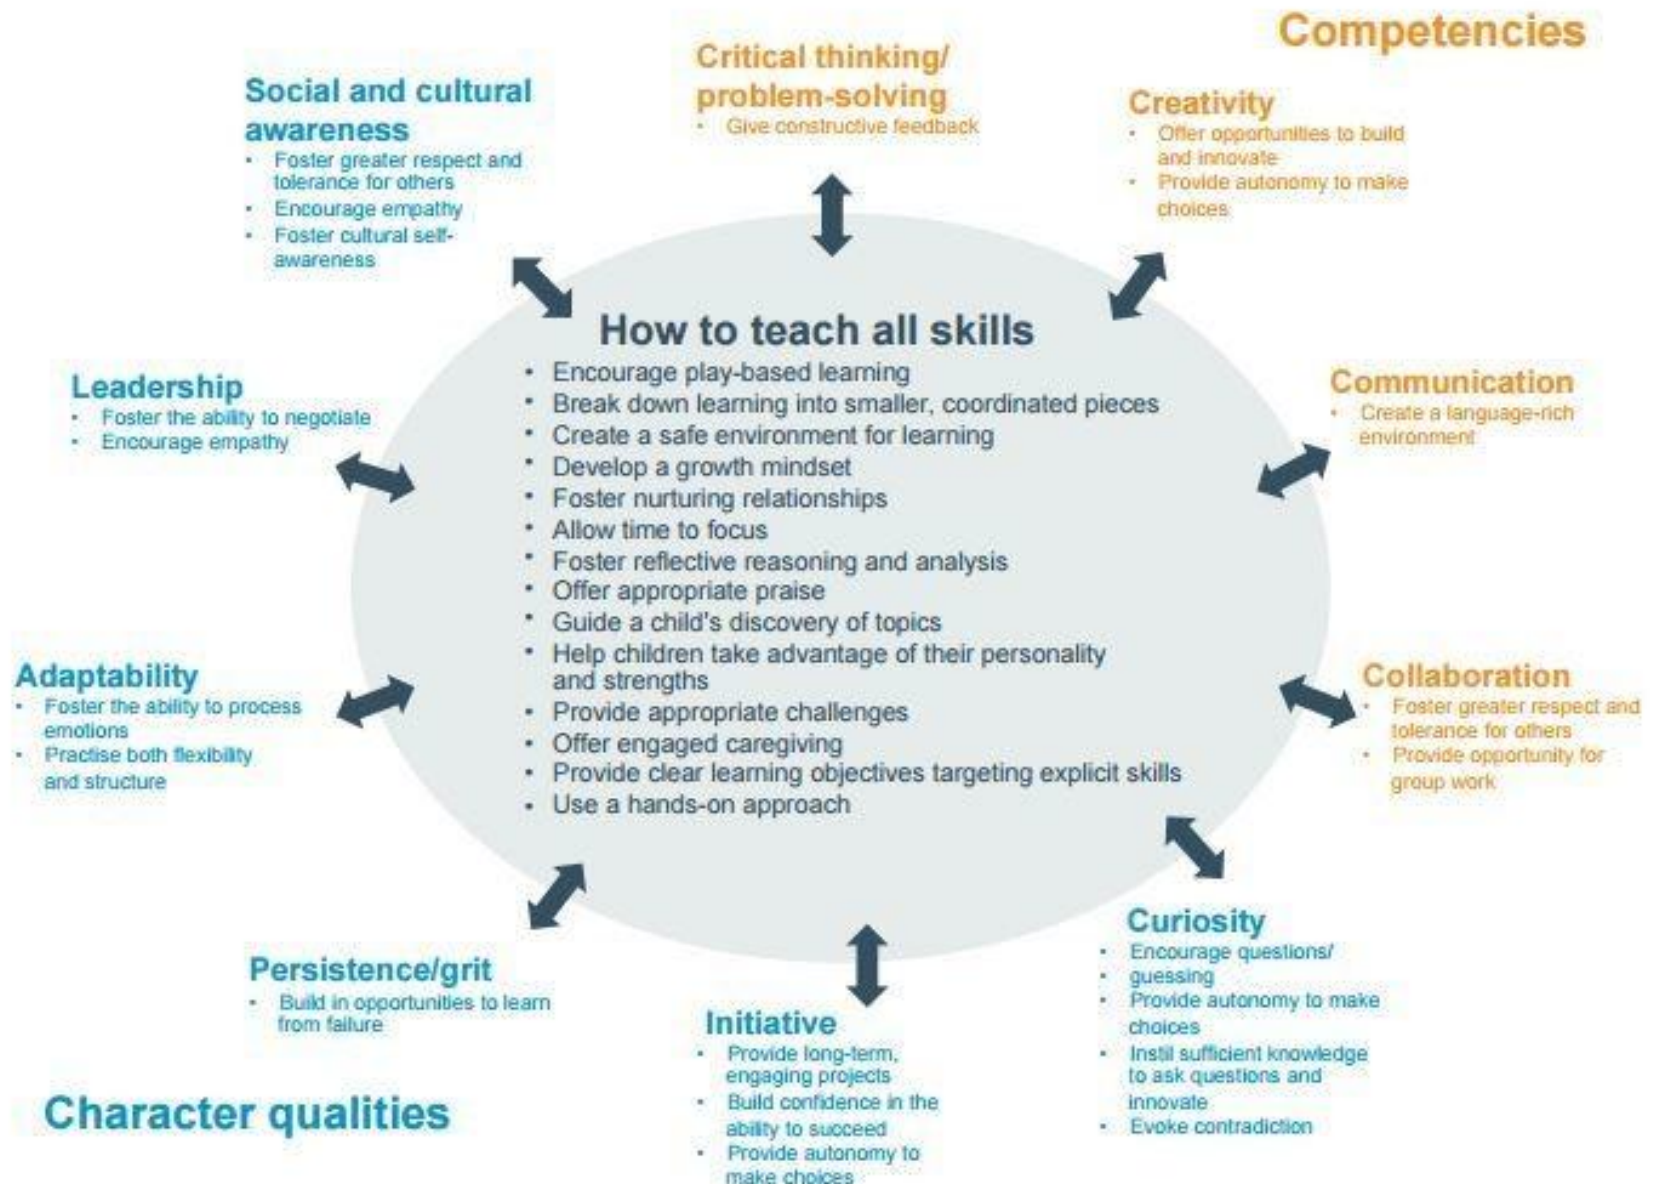 Competencies
Critical thinking/
problem-solving
• Give constructive feedback
Creativity
• Offer opportunities to build
and innovate
• Provide autonomy to make
choices
Communication
• Create a language-rich
environment
Collaboration
• Foster greater respect and
tolerance for others
• Provide opportunity for
group work
Curiosity
• Encourage questions/
• guessing
• Provide autonomy to make
choices
• Instil sufficient knowledge
to ask questions and
innovate
• Evoke contradiction
Initiative
• Provide long-term,
engaging projects
• Build confidence in the
ability to succeed
• Provide autonomy to
make choices
Persistence/grit
• Build in opportunities to learn
from failure
Adaptability
• Foster the ability to process
emotions
• Practise both flexibility
and structure
Leadership
• Foster the ability to negotiate
• Encourage empathy
Social and cultural
awareness
• Foster greater respect and
tolerance for others
• Encourage empathy
• Foster cultural self-
awareness
How to teach all skills
• Encourage play-based learning
• Break down learning into smaller, coordinated pieces
• Create a safe environment for learning
• Develop a growth mindset
• Foster nurturing relationships
• Allow time to focus
• Foster reflective reasoning and analysis
• Offer appropriate praise
• Guide a child's discovery of topics
• Help children take advantage of their personality
and strengths
• Provide appropriate challenges
• Offer engaged caregiving
• Provide clear learning objectives targeting explicit skills
• Use a hands-on approach
Character qualities